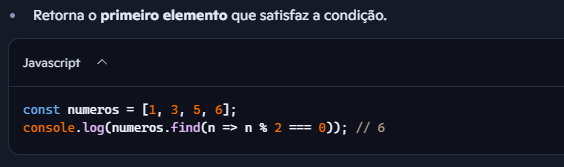 Retorna o primeiro elemento que satisfaz a condição.
Javascript
const numeros = [1, 3, 5, 6];
console.log(numeros.find(n => n % 2 === 0)); // 6